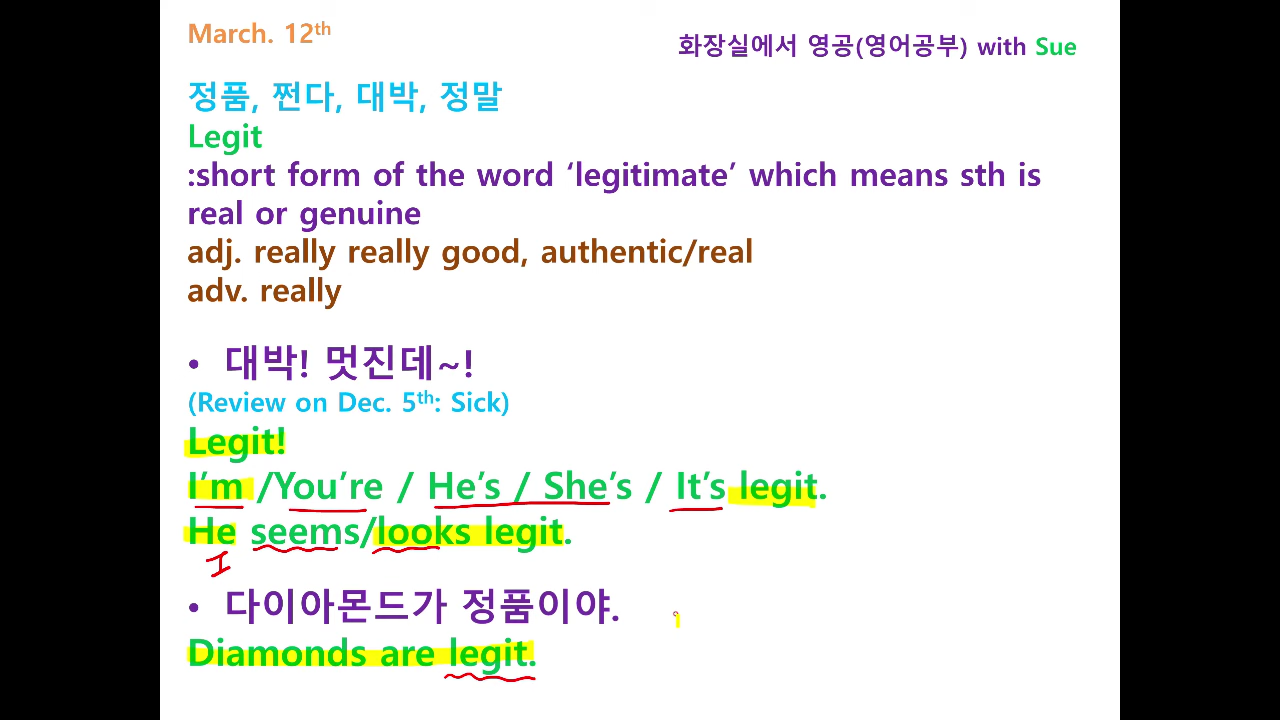 March. 12th
화장실에서 영공(영어공부) with Sue
정품, 쩐다, 대박, 정말
Legit
:short form of the word ‘legitimate’ which means sth is
real or genuine
adj. really really good, authentic/real
adv. really
• 대박! 멋진데~!
(Review on Dec. 5th: Sick)
Legit!
I’m /You’re / He’s / She’s / It’s legit.
He seems/looks legit.
I
• 다이아몬드가 정품이야.
Diamonds are legit.